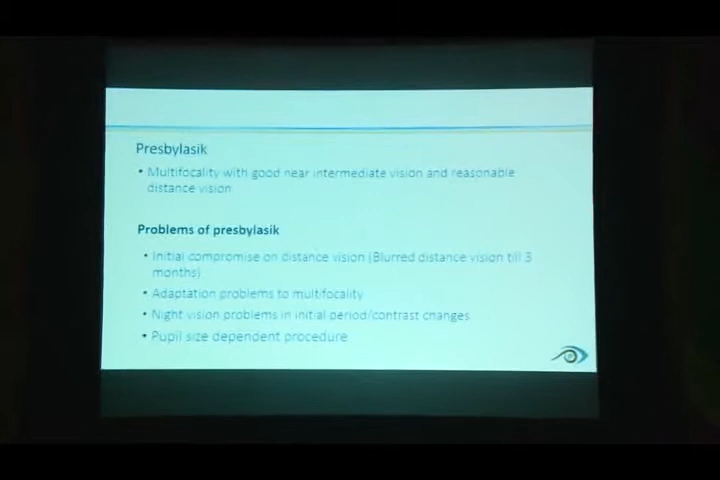 Presbylasik
• Multifocality with good near intermediate vision and reasonable
distance vision
Problems of presbylasik
• Initial compromise on distance vision (Blurred distance vision till 3
months)
• Adaptation problems to multifocality
• Night vision problems in initial period/contrast changes
• Pupil size dependent procedure